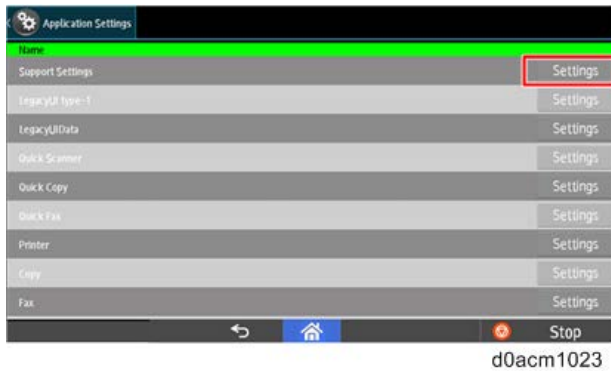 Application Settings
Name
Support Settings Settings
LegacyUI type-1 Settings
LegacyUIData Settings
Quick Scanner Settings
Quick Copy Settings
Quick Fax Settings
Printer Settings
Copy Settings
Fax Settings
Stop
d0acm1023